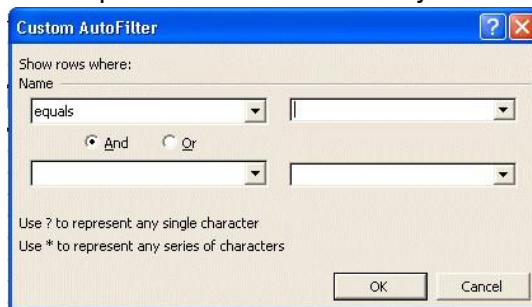 Custom AutoFilter
Show rows where:
Name
equals
And Or
Use ? to represent any single character
Use * to represent any series of characters
OK Cancel